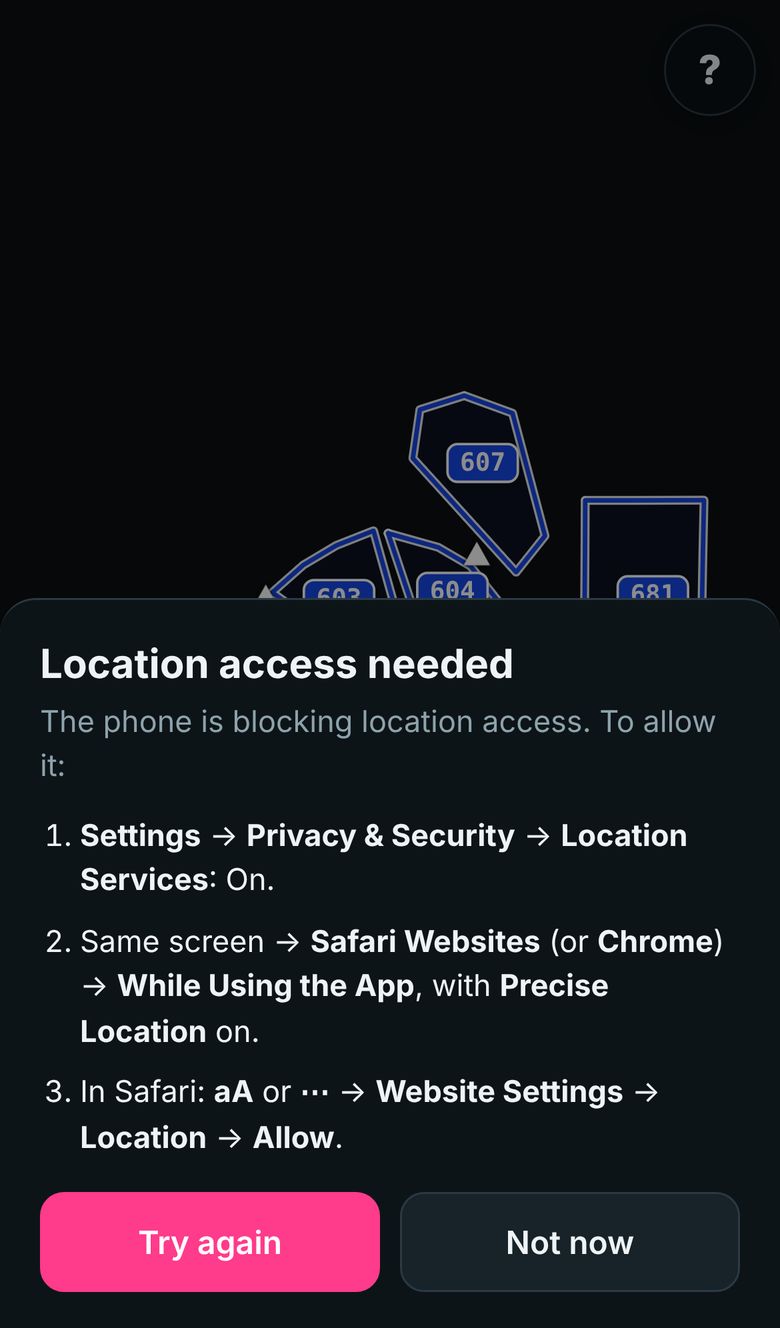 ?
607
603
604
681
Location access needed
The phone is blocking location access. To allow
it:
1. Settings → Privacy & Security → Location
Services: On.
2. Same screen → Safari Websites (or Chrome)
→ While Using the App, with Precise
Location on.
3. In Safari: aA or ··· → Website Settings →
Location → Allow.
Try again
Not now